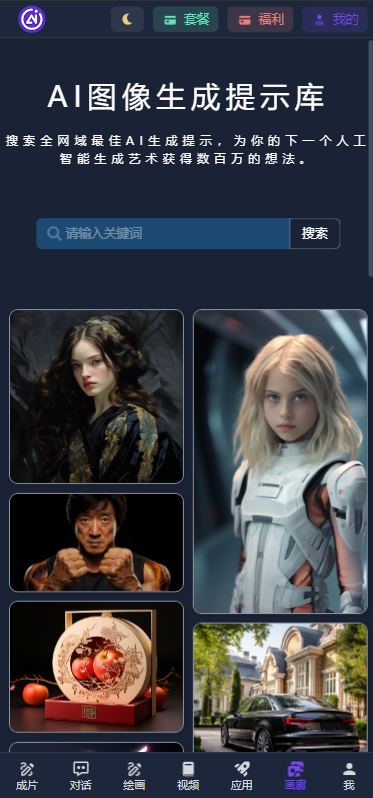 Ai
套餐
福利
我的
AI图像生成提示库
搜索全网域最佳AI生成提示，为你的下一个人工
智能生成艺术获得数百万的想法。
请输入关键词
搜索
成片
对话
绘画
视频
应用
画廊
我